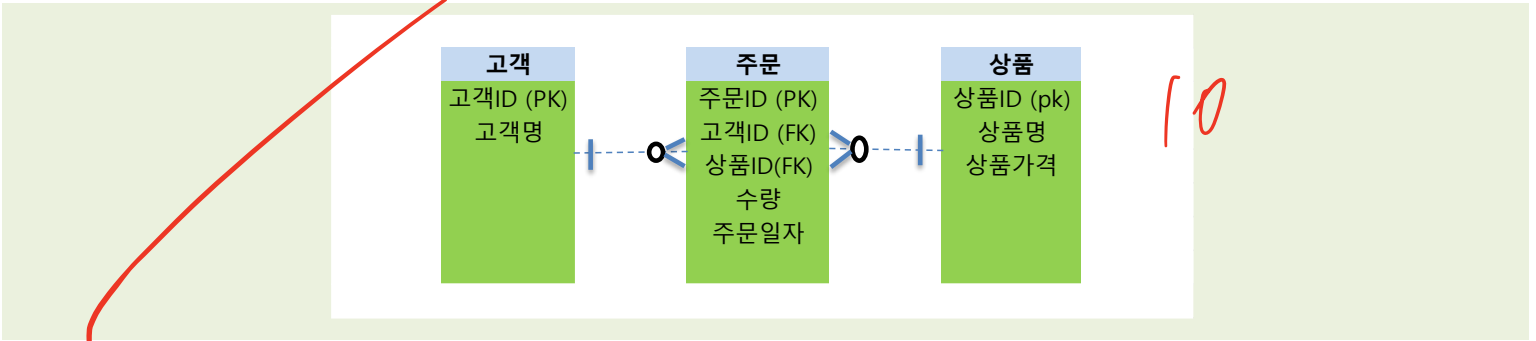 고객
고객ID (PK)
고객명
주문
주문ID (PK)
고객ID (FK)
상품ID(FK)
수량
주문일자
상품
상품ID (pk)
상품명
상품가격
10